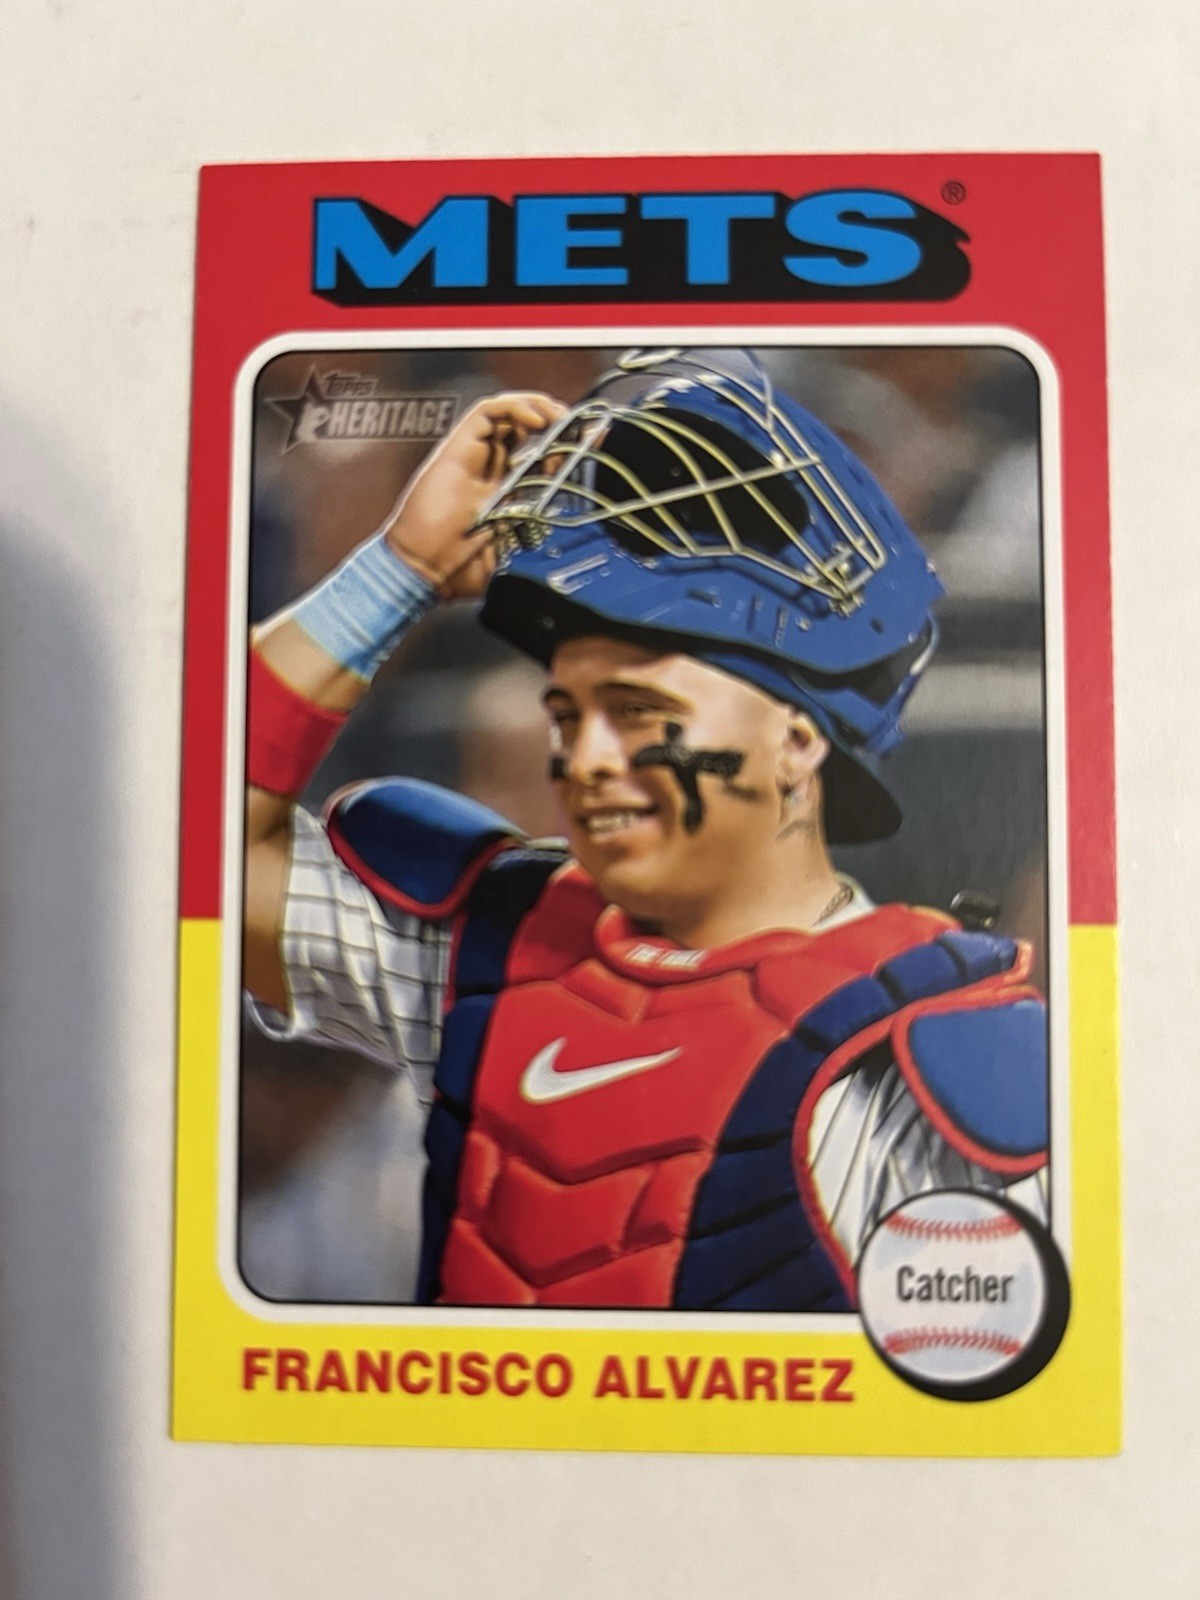 METS®
TOPPS
HERITAGE
Catcher
FRANCISCO ALVAREZ